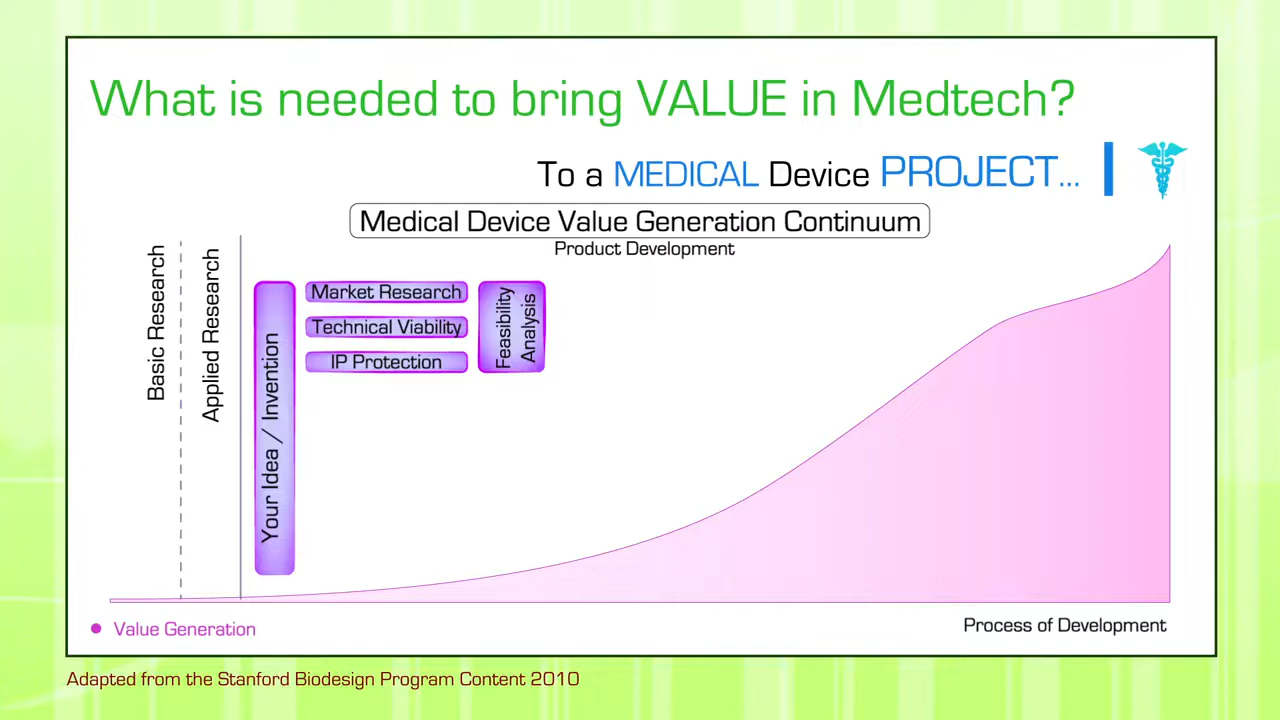 What is needed to bring VALUE in Medtech?
To a MEDICAL Device PROJECT...
Medical Device Value Generation Continuum
Product Development
Basic Research
Applied Research
Your Idea / Invention
Market Research
Technical Viability
IP Protection
Feasibility
Analysis
Value Generation
Process of Development
Adapted from the Stanford Biodesign Program Content 2010